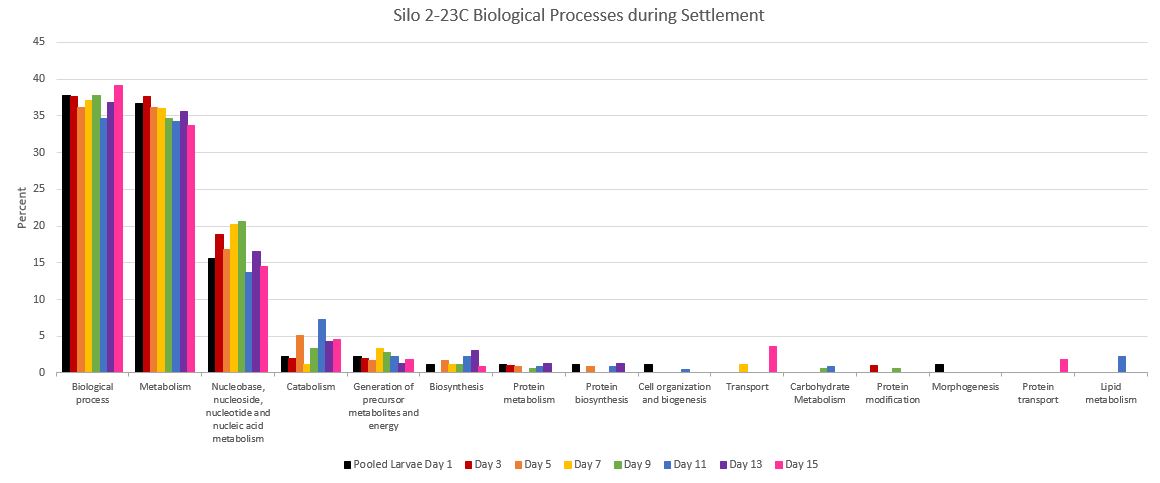 Silo 2-23C Biological Processes during Settlement
45
40
35
30
25
20
15
10
5
0
Percent
Biological
process
Metabolism
Nucleobase,
nucleoside,
nucleotide and
nucleic acid
metabolism
Catabolism
Generation of
precursor
metabolites and
energy
Biosynthesis
Protein
metabolism
Protein
biosynthesis
Cell organization
and biogenesis
Transport
Carbohydrate
Metabolism
Protein
modification
Morphogenesis
Protein
transport
Lipid
metabolism
Pooled Larvae Day 1 Day 3 Day 5 Day 7 Day 9 Day 11 Day 13 Day 15